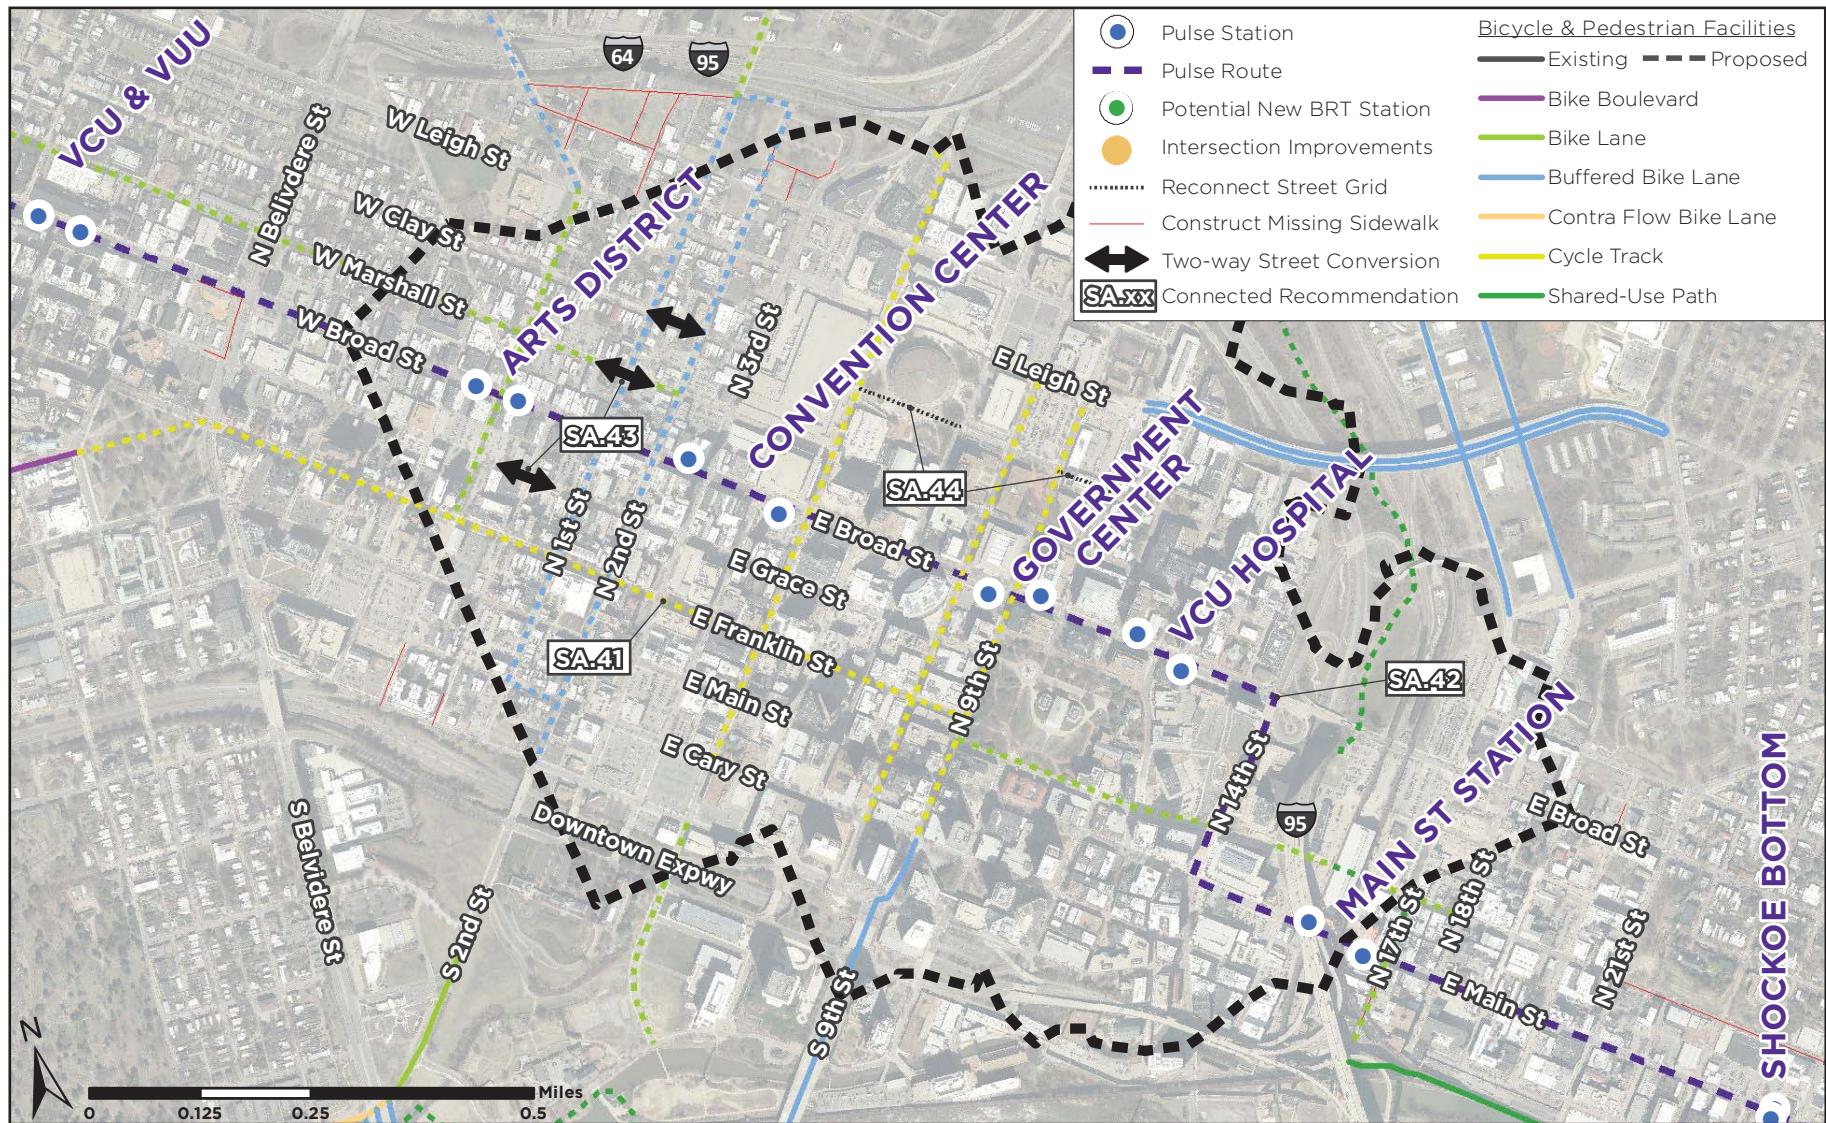 VCU & VUU
64
95
N Belivdere St
W Leigh St
W Clay St
W Marshall St
W Broad St
ARTS DISTRICT
N 3rd St
CONVENTION CENTER
E Leigh St
GOVERNMENT
CENTER
VCU HOSPITAL
SA.43
SA.44
N 1st St
N 2nd St
E Broad St
E Grace St
E Franklin St
SA.41
E Main St
E Cary St
N 9th St
SA.42
N 14th St
95
MAIN ST STATION
E Broad St
Downtown Expwy
S Belvidere St
S 2nd St
S 9th St
N 17th St
N 18th St
N 21st St
E Main St
SHOCKOE BOTTOM
Pulse Station
Pulse Route
Potential New BRT Station
Intersection Improvements
Reconnect Street Grid
Construct Missing Sidewalk
Two-way Street Conversion
SA.xx Connected Recommendation
Bicycle & Pedestrian Facilities
Existing Proposed
Bike Boulevard
Bike Lane
Buffered Bike Lane
Contra Flow Bike Lane
Cycle Track
Shared-Use Path
N
Miles
0 0.125 0.25 0.5